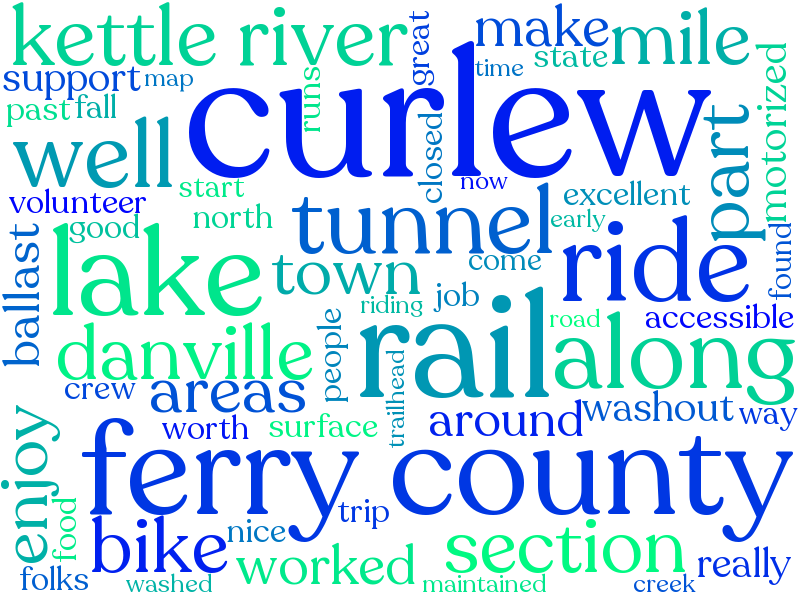 kettle river
great
make
mile
support
map
runs
time
state
motorized
past
fall
curlew
well
closed
part
start
now
volunteer
excellent
good
north
tunnel
early
ballast
lake
ride
found
town
come
riding
job
rail
road
accessible
danville
people
along
crew
areas
trailhead
washout
way
enjoy
worth
surface
around
ferry county
food
trip
bike
nice
section
worked
really
folks
washed
maintained
creek